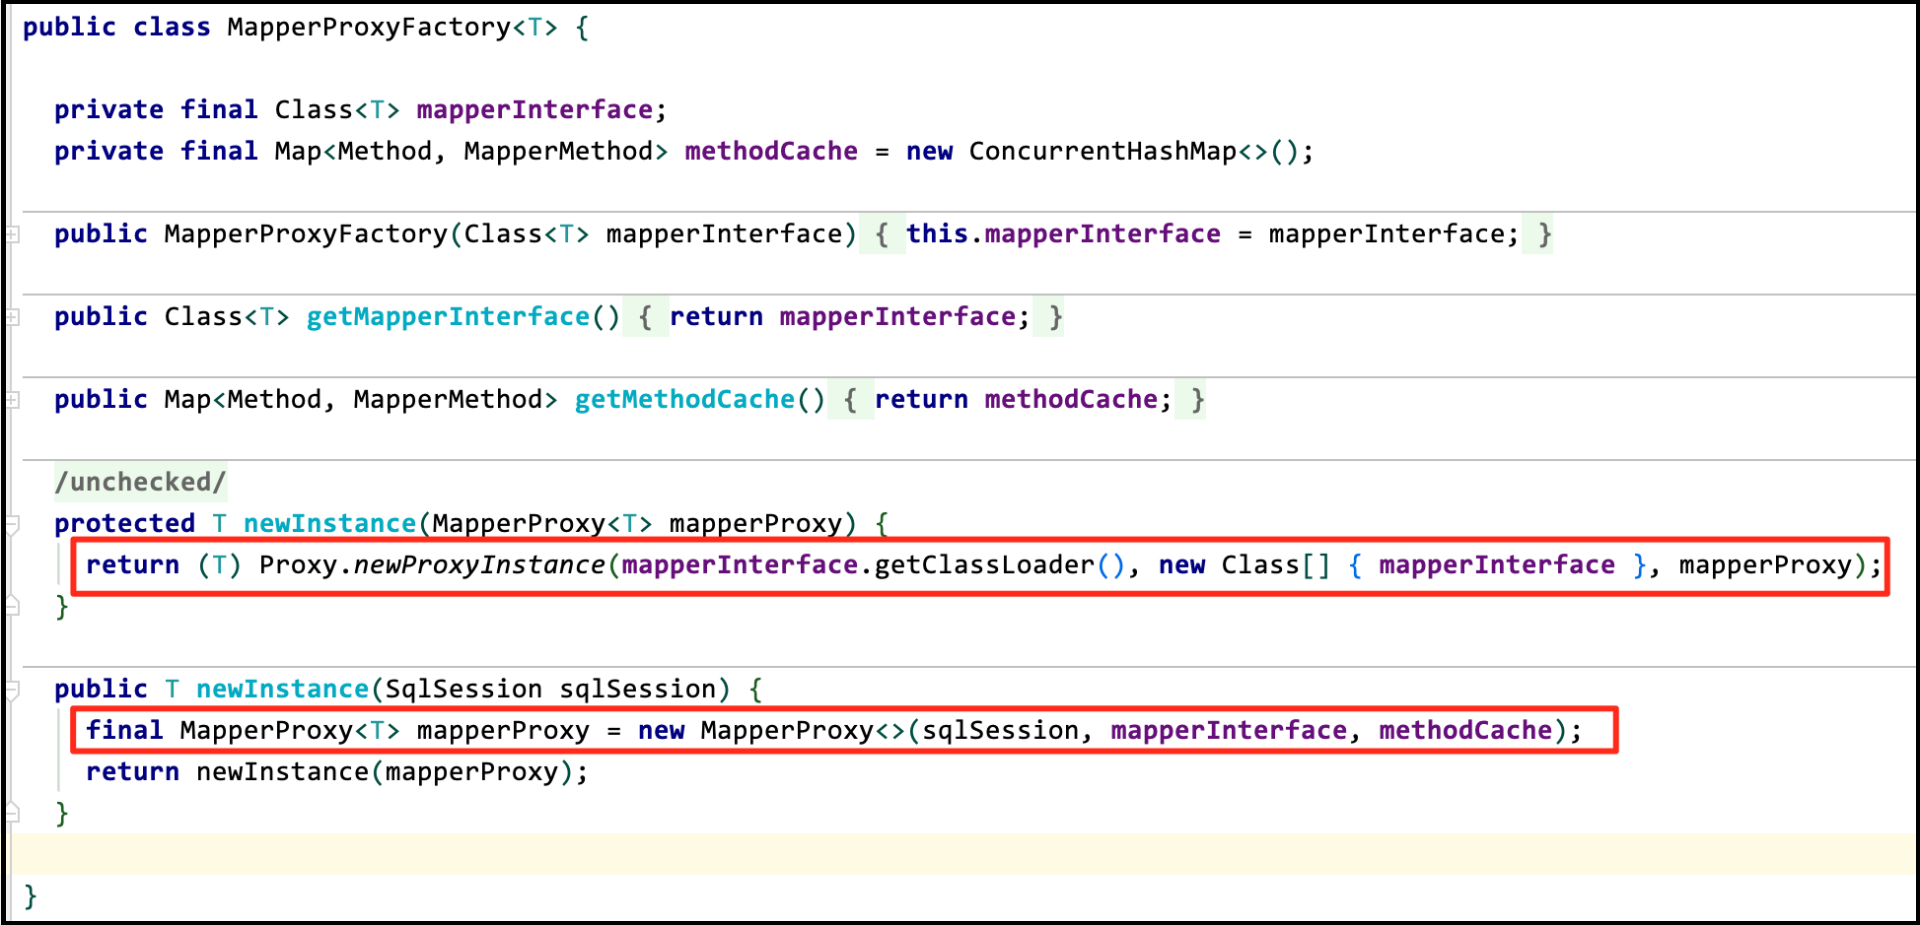 public class MapperProxyFactory<T> {
private final Class<T> mapperInterface;
private final Map<Method, MapperMethod> methodCache = new ConcurrentHashMap<>();
public MapperProxyFactory(Class<T> mapperInterface) { this.mapperInterface = mapperInterface; }
public Class<T> getMapperInterface() { return mapperInterface; }
public Map<Method, MapperMethod> getMethodCache() { return methodCache; }
/unchecked/
protected T newInstance(MapperProxy<T> mapperProxy) {
return (T) Proxy.newProxyInstance(mapperInterface.getClassLoader(), new Class[] { mapperInterface }, mapperProxy);
}
public T newInstance(SqlSession sqlSession) {
final MapperProxy<T> mapperProxy = new MapperProxy<>(sqlSession, mapperInterface, methodCache);
return newInstance(mapperProxy);
}
}